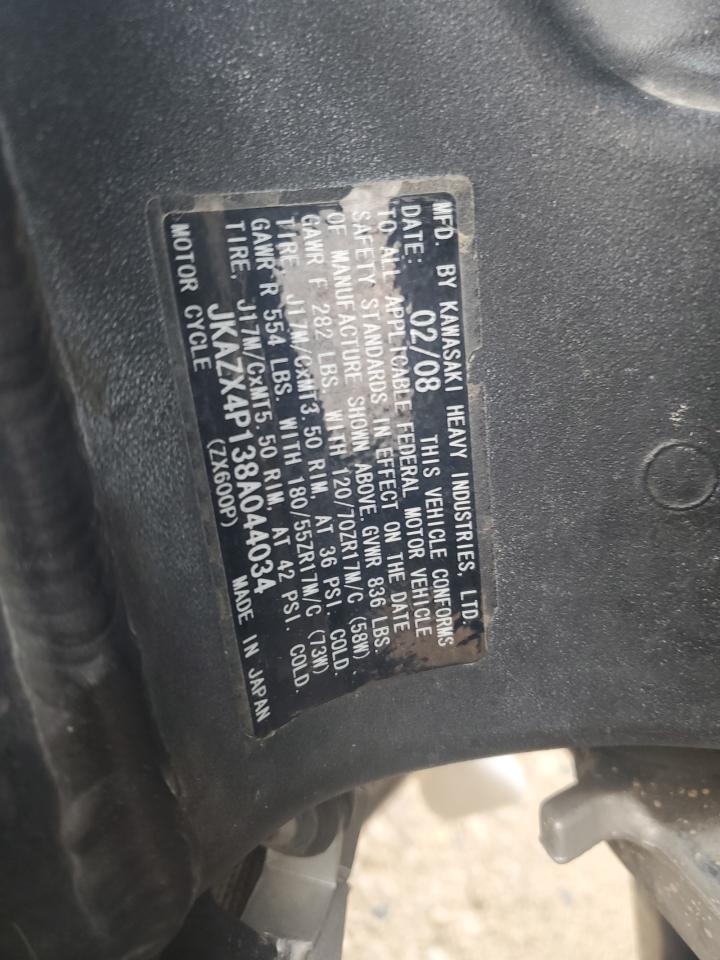 MFD. BY KAWASAKI HEAVY INDUSTRIES, LTD.
DATE: 02/08 THIS VEHICLE CONFORMS
TO ALL APPLICABLE FEDERAL MOTOR VEHICLE
SAFETY STANDARDS IN EFFECT ON THE DATE
OF MANUFACTURE SHOWN ABOVE. GVWR 836 LBS.
GAWR F 282 LBS. WITH 120/70ZR17M/C (58W)
TIRE, J17M/CxMT3.50 RIM, AT 36 PSI. COLD.
GAWR R 554 LBS. WITH 180/55ZR17M/C (73W)
TIRE, J17M/CxMT5.50 RIM, AT 42 PSI. COLD.
JKAZX4P138A044034
MOTOR CYCLE (ZX600P) MADE IN JAPAN